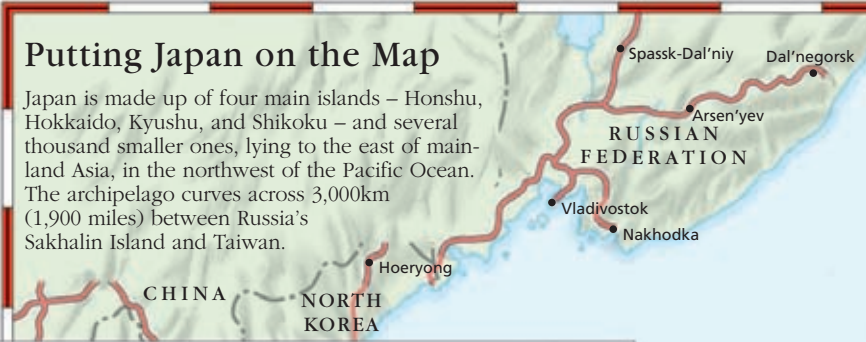 Putting Japan on the Map
Japan is made up of four main islands – Honshu,
Hokkaido, Kyushu, and Shikoku – and several
thousand smaller ones, lying to the east of main-
land Asia, in the northwest of the Pacific Ocean.
The archipelago curves across 3,000km
(1,900 miles) between Russia's
Sakhalin Island and Taiwan.
Spassk-Dal'niy
Dal'negorsk
Arsen'yev
RUSSIAN
FEDERATION
Vladivostok
Nakhodka
Hoeryong
CHINA
NORTH
KOREA